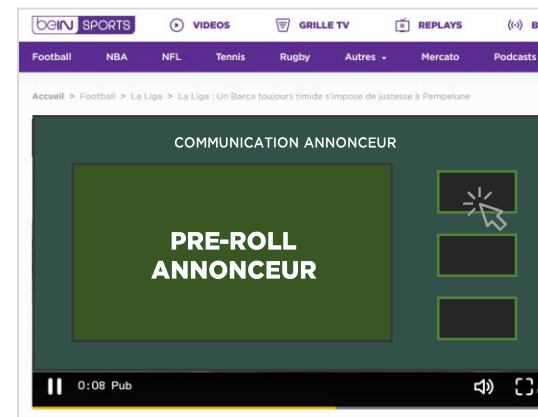 beIN SPORTS VIDEOS GRILLE TV REPLAYS B
Football NBA NFL Tennis Rugby Autres Mercato Podcasts
Accueil > Football > La Liga > La Liga : Un Barça toujours timide s'impose de justesse à Pampelune
COMMUNICATION ANNONCEUR
PRE-ROLL
ANNONCEUR
0:08 Pub